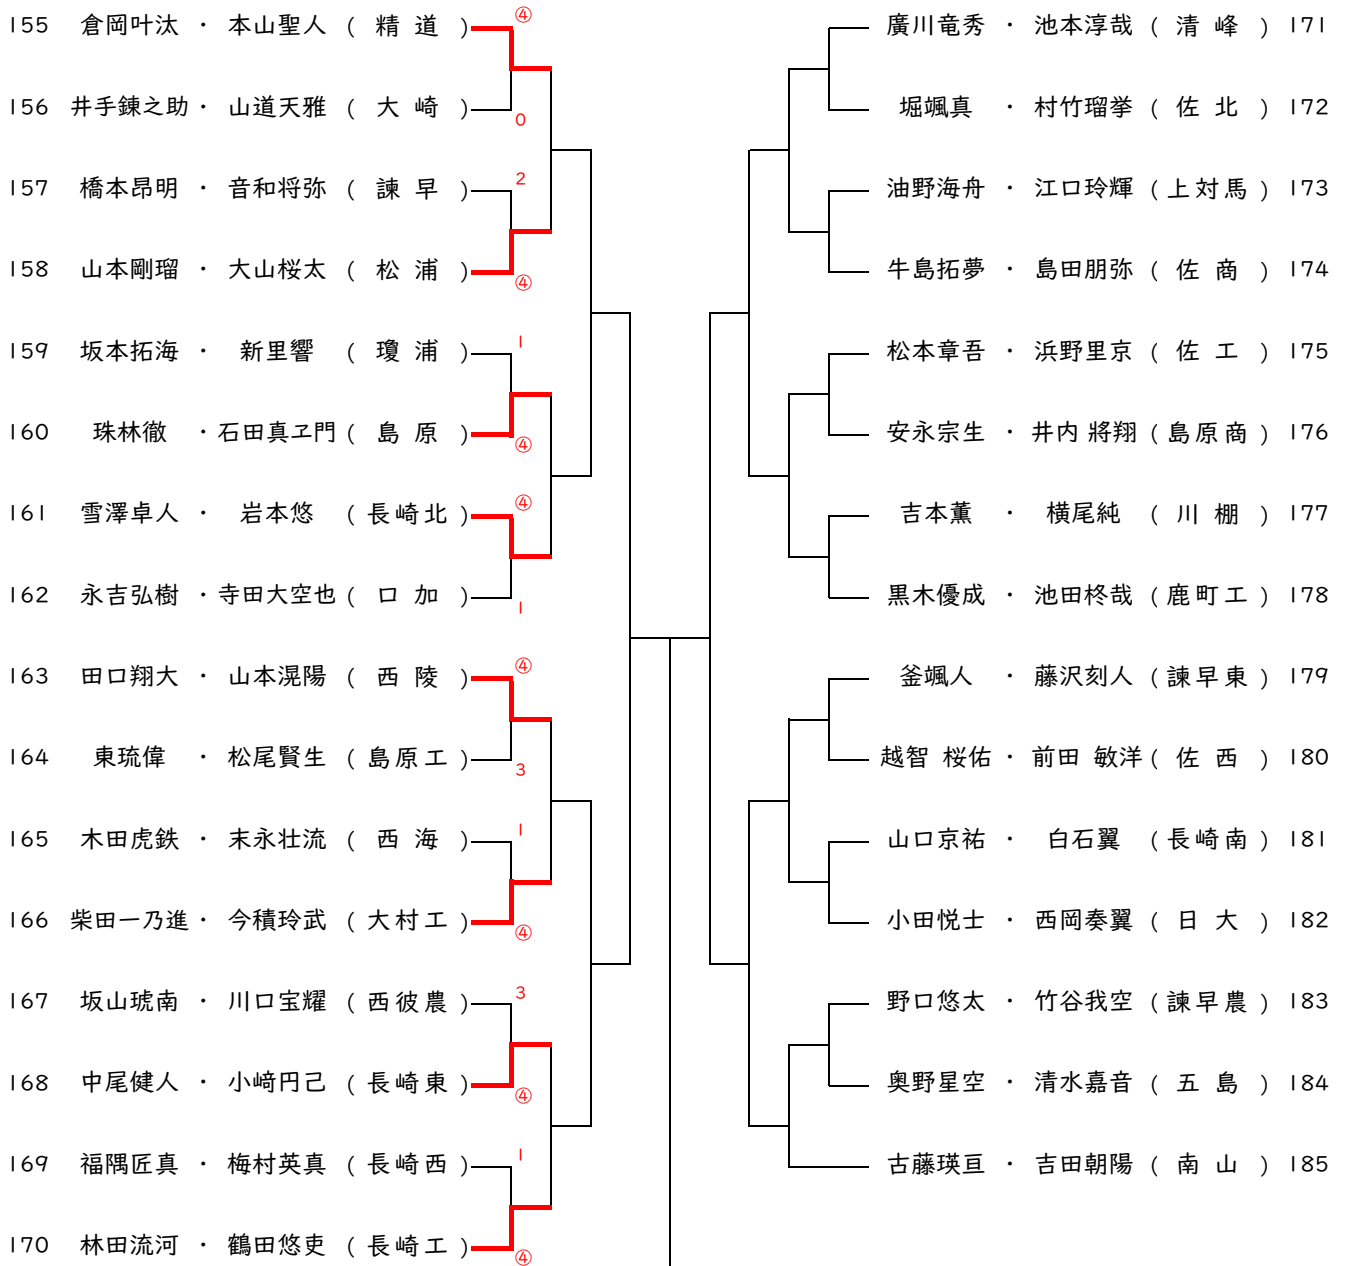 ④
155 倉岡叶汰 ・ 本山聖人 ( 精 道 )
156 井手錬之助 ・ 山道天雅 ( 大 崎 )
0
157 橋本昂明 ・ 音和将弥 ( 諫 早 )
2
158 山本剛瑠 ・ 大山桜太 ( 松 浦 )
④
159 坂本拓海 ・ 新里響 ( 瓊 浦 )
1
160 珠林徹 ・ 石田真ヱ門 ( 島 原 )
④
161 雪澤卓人 ・ 岩本悠 ( 長崎北 )
④
162 永吉弘樹 ・ 寺田大空也 ( 口 加 )
1
163 田口翔大 ・ 山本滉陽 ( 西 陵 )
④
164 東琉偉 ・ 松尾賢生 ( 島原工 )
3
165 木田虎鉄 ・ 末永壮流 ( 西 海 )
1
166 柴田一乃進 ・ 今積玲武 ( 大村工 )
④
167 坂山琥南 ・ 川口宝耀 ( 西彼農 )
3
168 中尾健人 ・ 小﨑円己 ( 長崎東 )
④
169 福隅匠真 ・ 梅村英真 ( 長崎西 )
1
170 林田流河 ・ 鶴田悠吏 ( 長崎工 )
④
廣川竜秀 ・ 池本淳哉 ( 清 峰 ) 171
堀颯真 ・ 村竹瑠挙 ( 佐 北 ) 172
油野海舟 ・ 江口玲輝 ( 上対馬 ) 173
牛島拓夢 ・ 島田朋弥 ( 佐 商 ) 174
松本章吾 ・ 浜野里京 ( 佐 工 ) 175
安永宗生 ・ 井内 將翔 ( 島原商 ) 176
吉本薫 ・ 横尾純 ( 川 棚 ) 177
黒木優成 ・ 池田柊哉 ( 鹿町工 ) 178
釜颯人 ・ 藤沢刻人 ( 諫早東 ) 179
越智 桜佑 ・ 前田 敏洋 ( 佐 西 ) 180
山口京祐 ・ 白石翼 ( 長崎南 ) 181
小田悦士 ・ 西岡奏翼 ( 日 大 ) 182
野口悠太 ・ 竹谷我空 ( 諫早農 ) 183
奥野星空 ・ 清水嘉音 ( 五 島 ) 184
古藤瑛亘 ・ 吉田朝陽 ( 南 山 ) 185